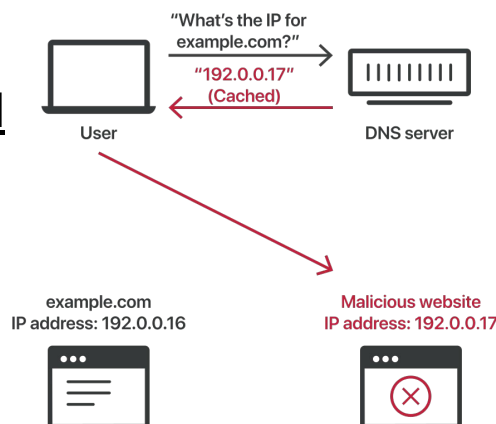 “What's the IP for
example.com?”
“192.0.0.17”
(Cached)
User
DNS server
example.com
IP address: 192.0.0.16
Malicious website
IP address: 192.0.0.17